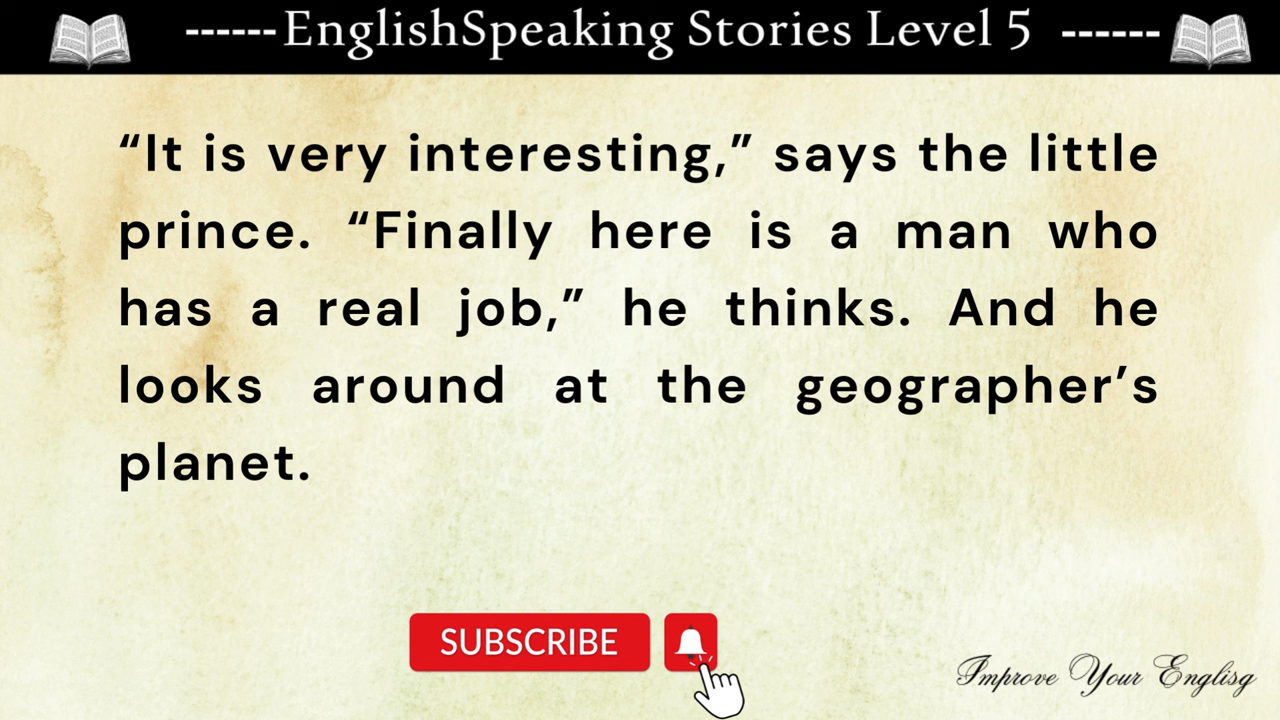 ------EnglishSpeaking Stories Level 5 ------
“It is very interesting,” says the little
prince. “Finally here is a man who
has a real job,” he thinks. And he
looks around at the geographer’s
planet.
SUBSCRIBE
Improve Your Englisg